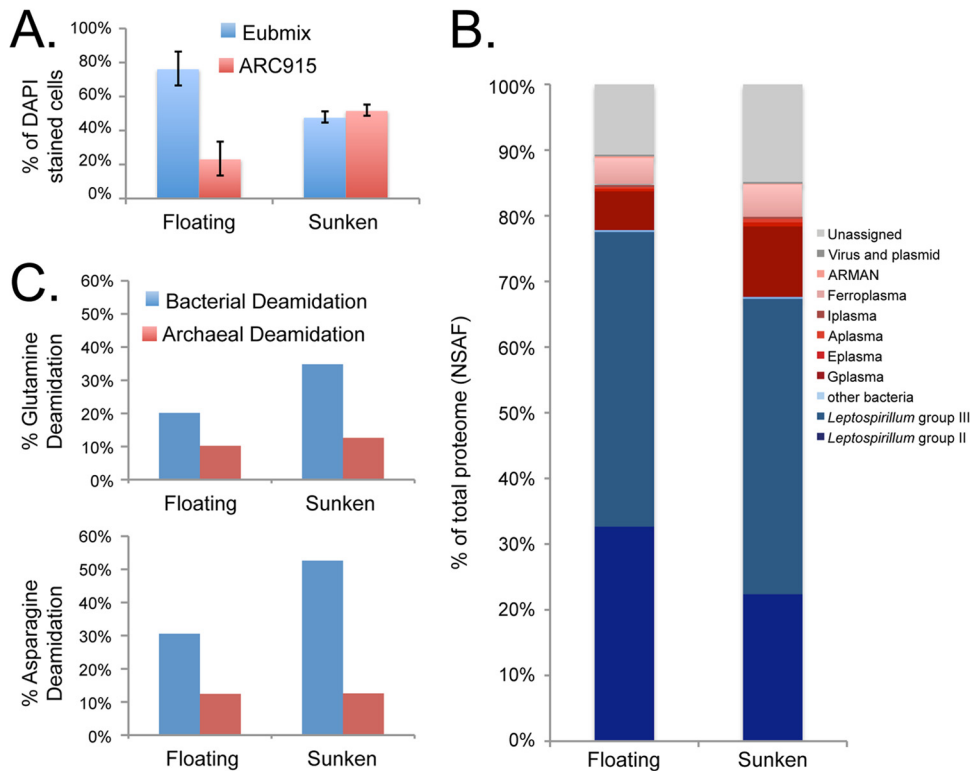 A.
% of DAPI
stained cells
100%
80%
60%
40%
20%
0%
Eubmix
ARC915
Floating
Sunken
B.
% of total proteome (NSAF)
100%
90%
80%
70%
60%
50%
40%
30%
20%
10%
0%
Floating
Sunken
Unassigned
Virus and plasmid
ARMAN
Ferroplasma
Iplasma
Aplasma
Eplasma
Gplasma
other bacteria
Leptospirillum group III
Leptospirillum group II
C.
% Glutamine
Deamidation
60%
50%
40%
30%
20%
10%
0%
Bacterial Deamidation
Archaeal Deamidation
Floating
Sunken
% Asparagine
Deamidation
60%
50%
40%
30%
20%
10%
0%
Floating
Sunken